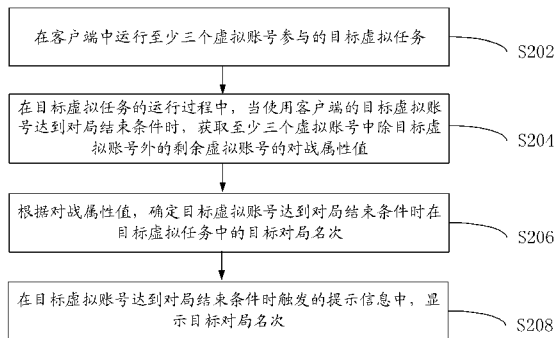 在客户端中运行至少三个虚拟账号参与的目标虚拟任务
S202
在目标虚拟任务的运行过程中，当使用客户端的目标虚拟账
号达到对局结束条件时，获取至少三个虚拟账号中除目标虚
拟账号外的剩余虚拟账号的对战属性值
S204
根据对战属性值，确定目标虚拟账号达到对局结束条件时在
目标虚拟任务中的目标对局名次
S206
在目标虚拟账号达到对局结束条件时触发的提示信息中，显
示目标对局名次
S208